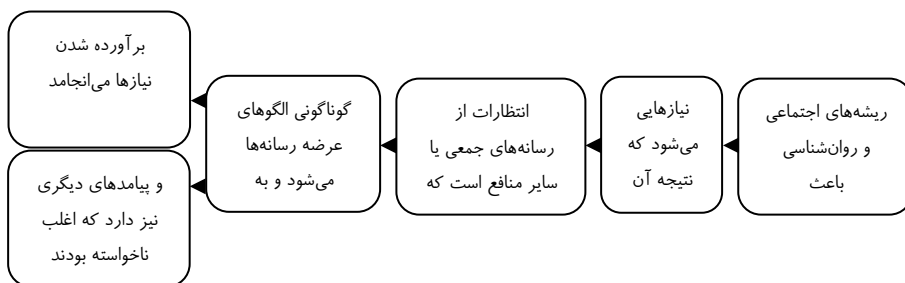 ریشه‌های اجتماعی
و روان‌شناسی
باعث
نیازهایی
می‌شود که
نتیجه آن
انتظارات از
رسانه‌های جمعی یا
سایر منافع است که
گوناگونی الگوهای
عرضه رسانه‌ها
می‌شود و به
برآورده شدن
نیازها می‌انجامد
و پیامدهای دیگری
نیز دارد که اغلب
ناخواسته بودند